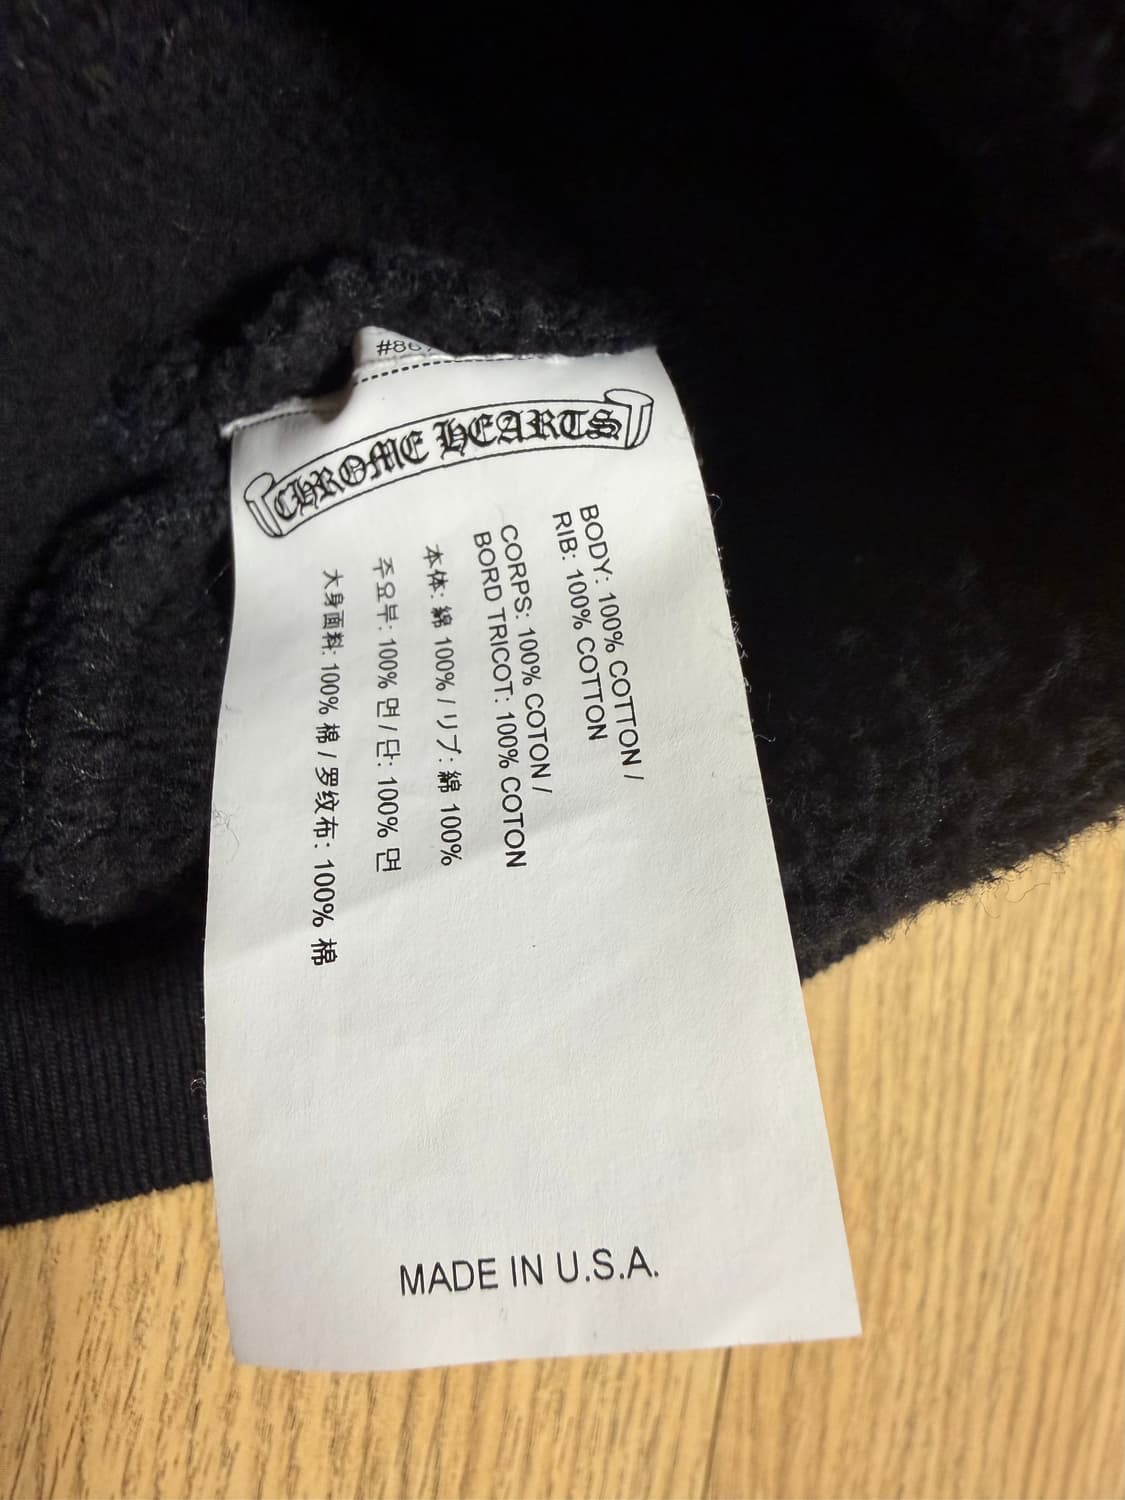 CHROME HEARTS
BODY: 100% COTTON /
RIB: 100% COTTON
CORPS: 100% COTON /
BORD TRICOT: 100% COTON
本体: 綿 100% / リブ: 綿 100%
주요부: 100% 면 / 단: 100% 면
大身面料: 100% 棉 / 罗纹布: 100% 棉
MADE IN U.S.A.